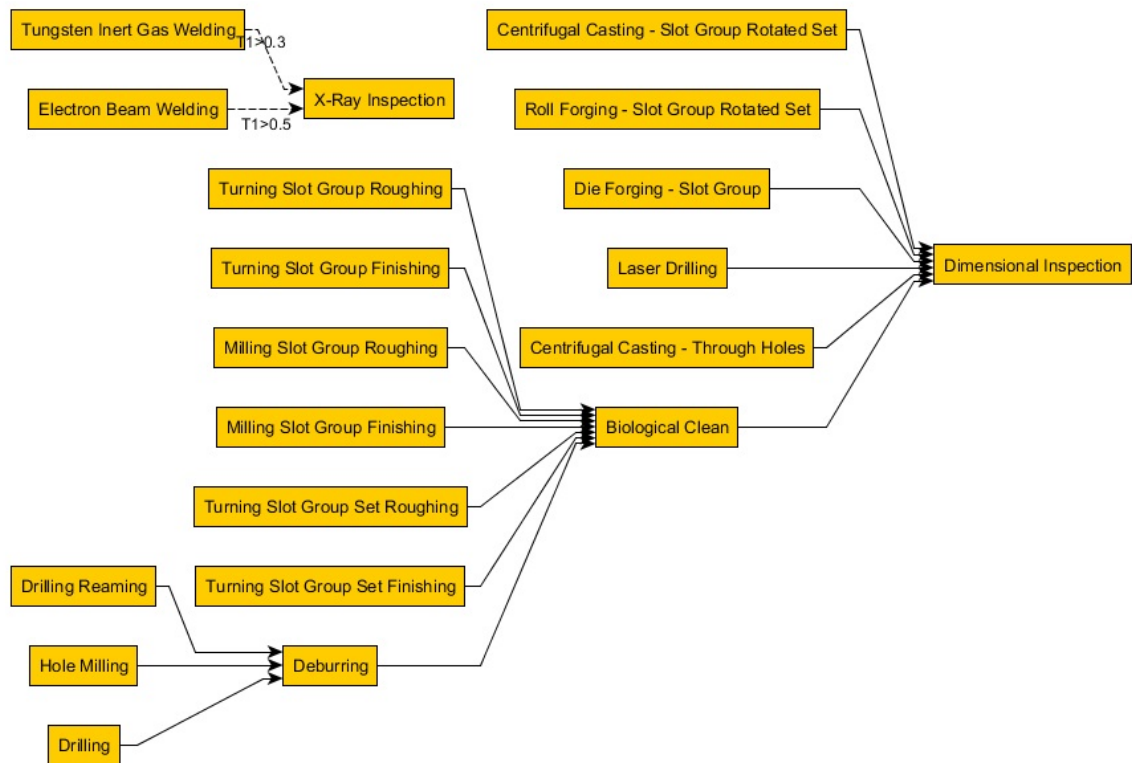 Tungsten Inert Gas Welding
T1>0.3
Electron Beam Welding
T1>0.5
X-Ray Inspection
Centrifugal Casting - Slot Group Rotated Set
Roll Forging - Slot Group Rotated Set
Turning Slot Group Roughing
Die Forging - Slot Group
Turning Slot Group Finishing
Laser Drilling
Dimensional Inspection
Milling Slot Group Roughing
Centrifugal Casting - Through Holes
Milling Slot Group Finishing
Biological Clean
Turning Slot Group Set Roughing
Drilling Reaming
Turning Slot Group Set Finishing
Hole Milling
Deburring
Drilling